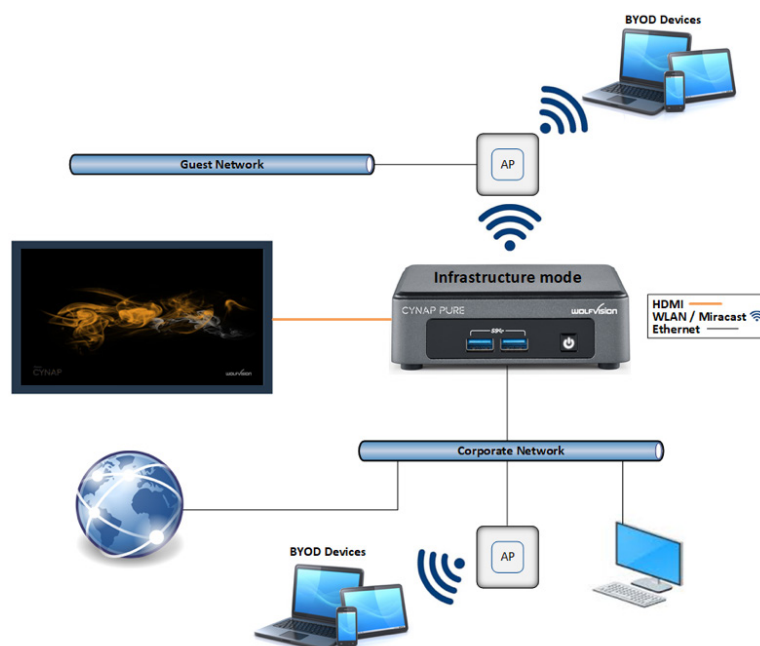 BYOD Devices
AP
Guest Network
Infrastructure mode
CYNAP PURE
WOLFVISION
SS
HDMI
WLAN / Miracast
Ethernet
CYNAP
WOLFVISION
Corporate Network
AP
BYOD Devices